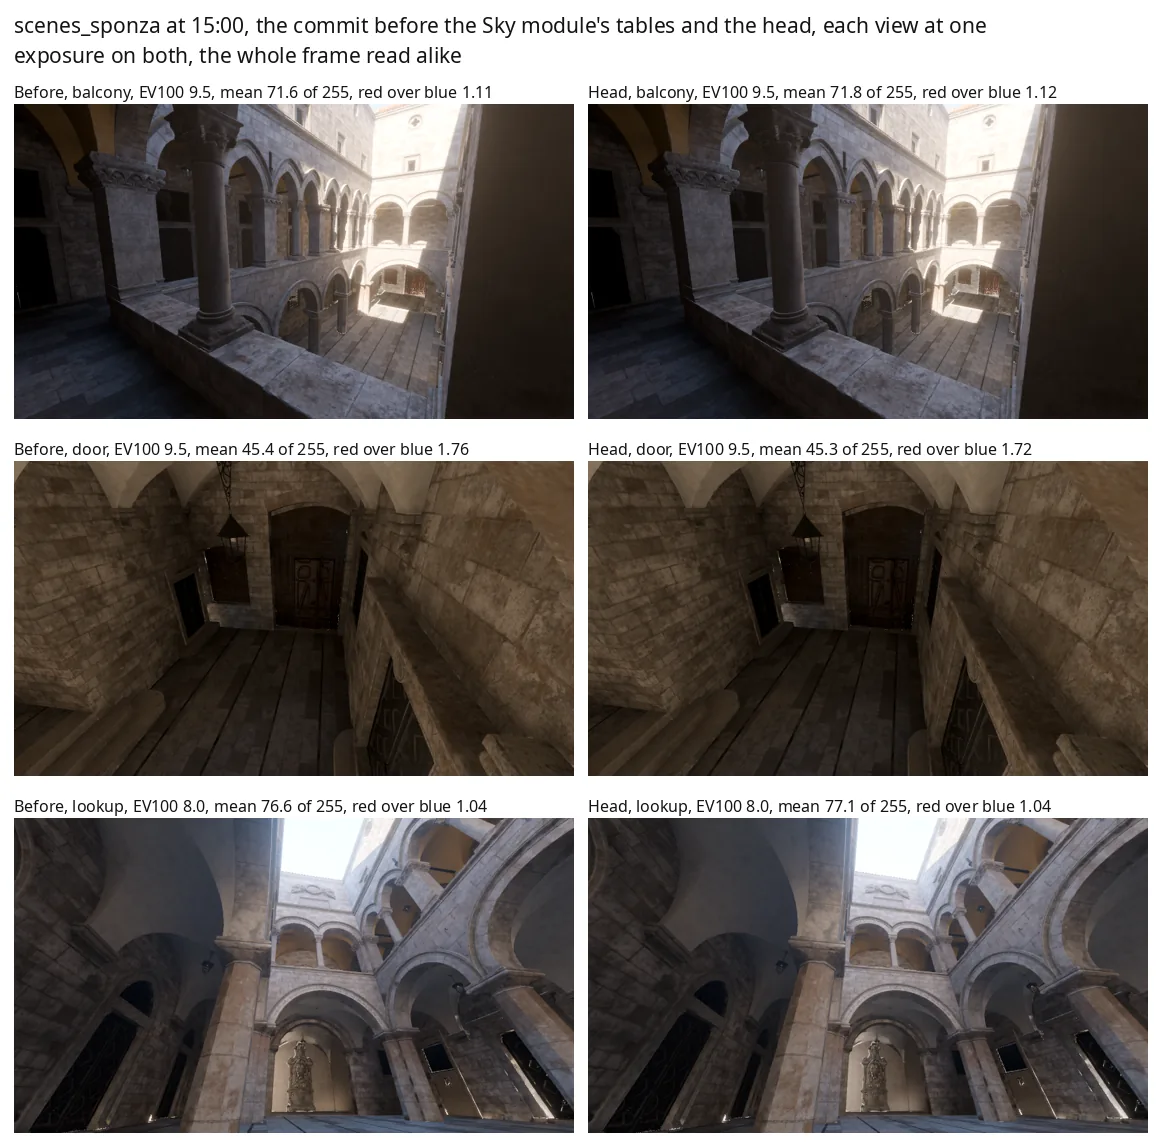 scenes_sponza at 15:00, the commit before the Sky module's tables and the head, each view at one
exposure on both, the whole frame read alike
Before, balcony, EV100 9.5, mean 71.6 of 255, red over blue 1.11
Head, balcony, EV100 9.5, mean 71.8 of 255, red over blue 1.12
Before, door, EV100 9.5, mean 45.4 of 255, red over blue 1.76
Head, door, EV100 9.5, mean 45.3 of 255, red over blue 1.72
Before, lookup, EV100 8.0, mean 76.6 of 255, red over blue 1.04
Head, lookup, EV100 8.0, mean 77.1 of 255, red over blue 1.04